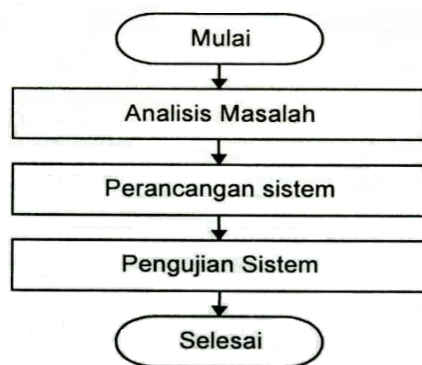 Mulai
Analisis Masalah
Perancangan sistem
Pengujian Sistem
Selesai